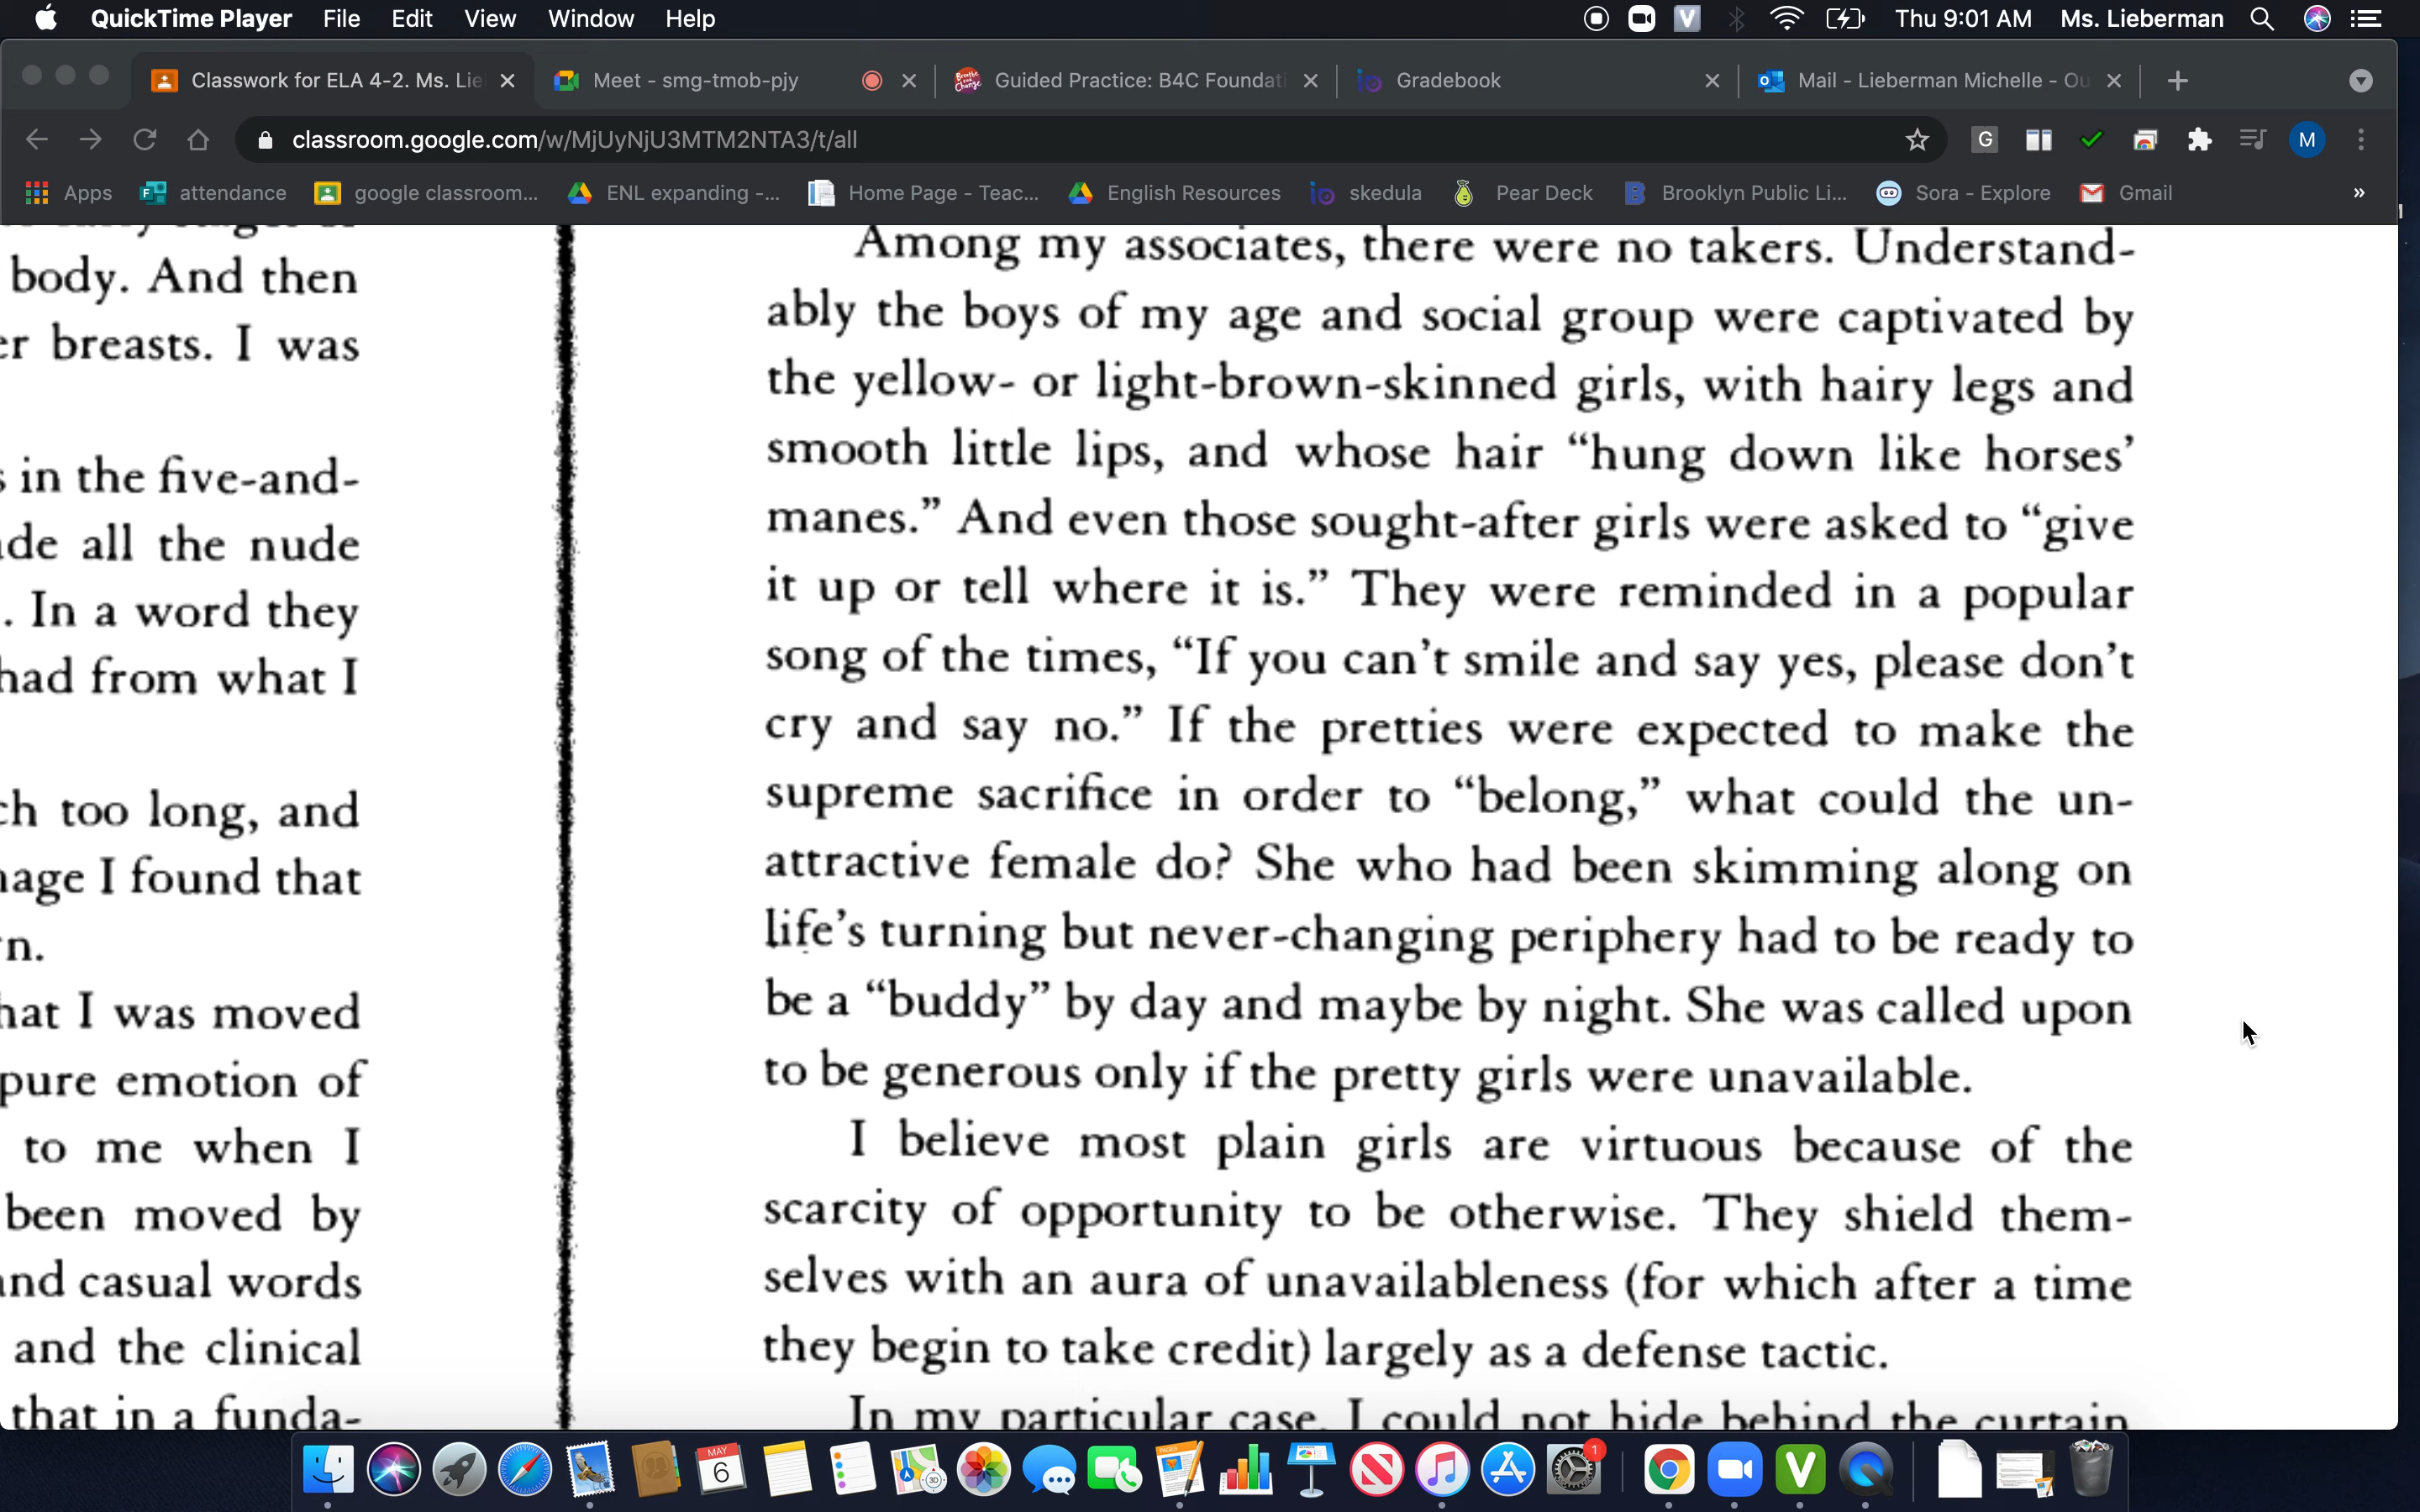 QuickTime Player File Edit View Window Help Thu 9:01 AM Ms. Lieberman
Classwork for ELA 4-2. Ms. Lie Meet - smg-tmob-pjy Guided Practice: B4C Foundati Gradebook Mail - Lieberman Michelle - Ou
classroom.google.com/w/MjUyNjU3MTM2NTA3/t/all G M
Apps attendance google classroom... ENL expanding -... Home Page - Teac... English Resources skedula Pear Deck Brooklyn Public Li... Sora - Explore Gmail »
body. And then
er breasts. I was
s in the five-and-
ade all the nude
. In a word they
had from what I
ch too long, and
nage I found that
rn.
hat I was moved
pure emotion of
to me when I
been moved by
and casual words
and the clinical
that in a funda-
Among my associates, there were no takers. Understand-
ably the boys of my age and social group were captivated by
the yellow- or light-brown-skinned girls, with hairy legs and
smooth little lips, and whose hair “hung down like horses’
manes.” And even those sought-after girls were asked to “give
it up or tell where it is.” They were reminded in a popular
song of the times, “If you can’t smile and say yes, please don’t
cry and say no.” If the pretties were expected to make the
supreme sacrifice in order to “belong,” what could the un-
attractive female do? She who had been skimming along on
life’s turning but never-changing periphery had to be ready to
be a “buddy” by day and maybe by night. She was called upon
to be generous only if the pretty girls were unavailable.
I believe most plain girls are virtuous because of the
scarcity of opportunity to be otherwise. They shield them-
selves with an aura of unavailableness (for which after a time
they begin to take credit) largely as a defense tactic.
In my particular case, I could not hide behind the curtain
MAY
6
PAGES
3D
1